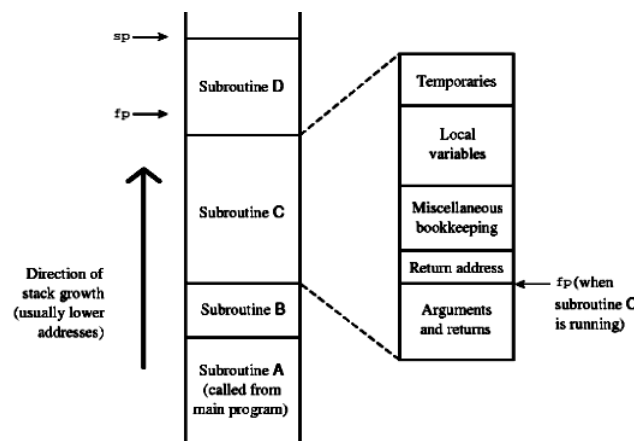 sp
Subroutine D
fp
Subroutine C
Direction of
stack growth
(usually lower
addresses)
Subroutine B
Subroutine A
(called from
main program)
Temporaries
Local
variables
Miscellaneous
bookkeeping
Return address
Arguments
and returns
fp (when
subroutine C
is running)